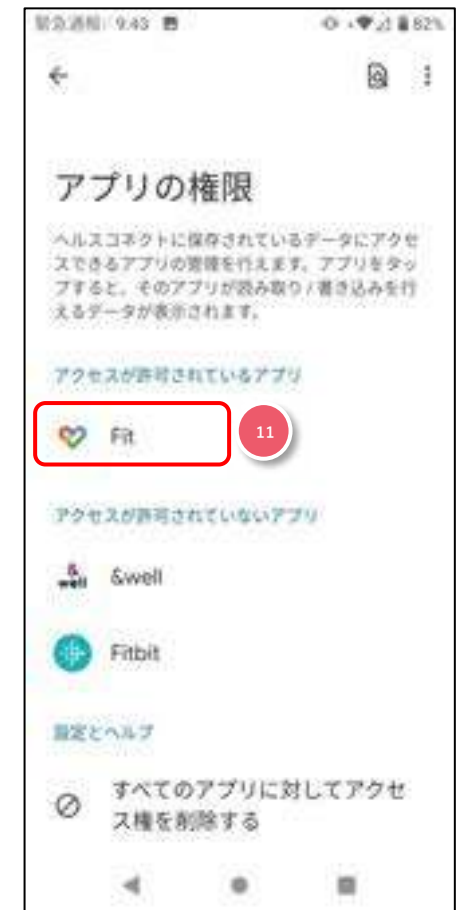 緊急通報 9:43 82%
アプリの権限
ヘルスコネクトに保存されているデータにアクセ
スできるアプリの管理を行えます。アプリをタッ
プすると、そのアプリが読み取り / 書き込みを行
えるデータが表示されます。
アクセスが許可されているアプリ
Fit
11
アクセスが許可されていないアプリ
& well
&well
Fitbit
設定とヘルプ
すべてのアプリに対してアクセ
ス権を削除する